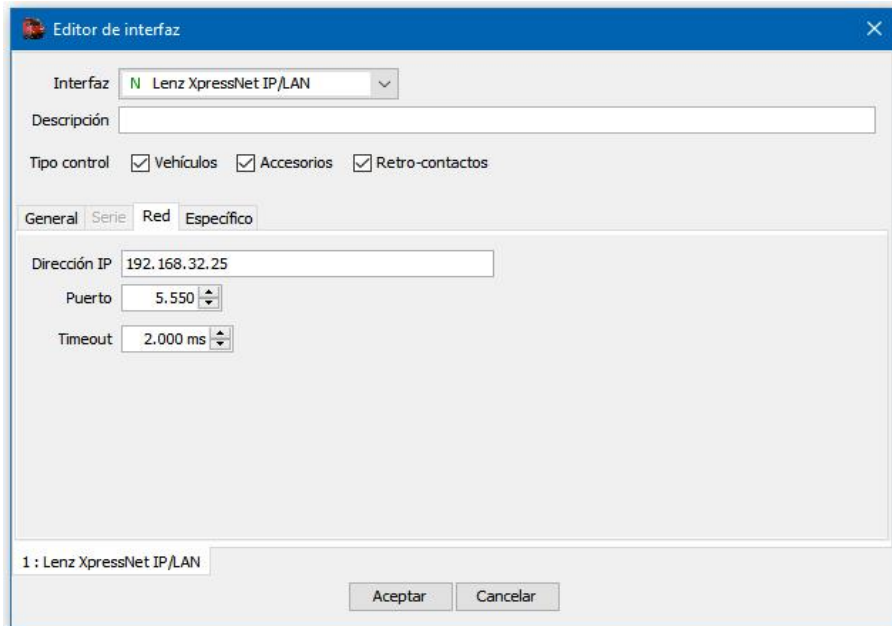 Editor de interfaz
Interfaz N Lenz XpressNet IP/LAN
Descripción
Tipo control Vehículos Accesorios Retro-contactos
General Serie Red Específico
Dirección IP 192.168.32.25
Puerto 5.550
Timeout 2.000 ms
1 : Lenz XpressNet IP/LAN
Aceptar Cancelar